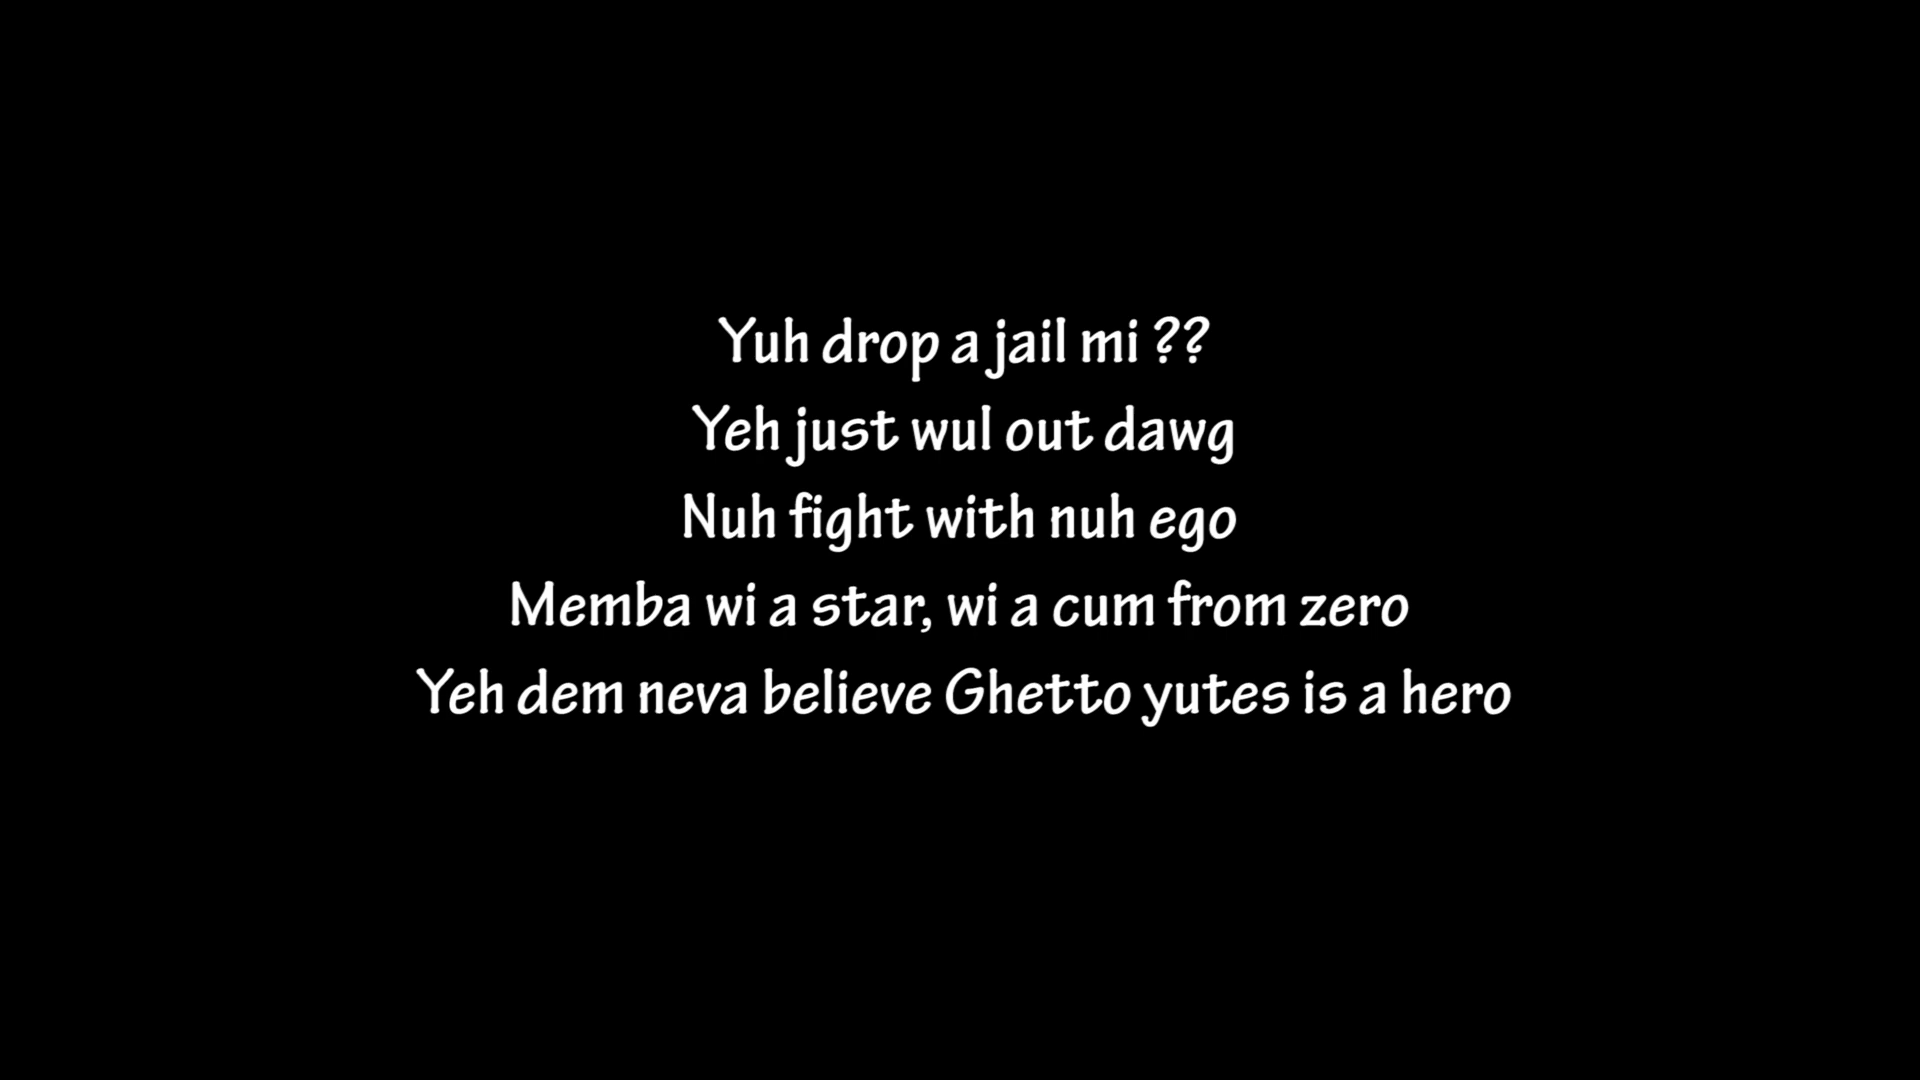 Yuh drop a jail mi ??
Yeh just wul out dawg
Nuh fight with nuh ego
Memba wi a star, wi a cum from zero
Yeh dem neva believe Ghetto yutes is a hero